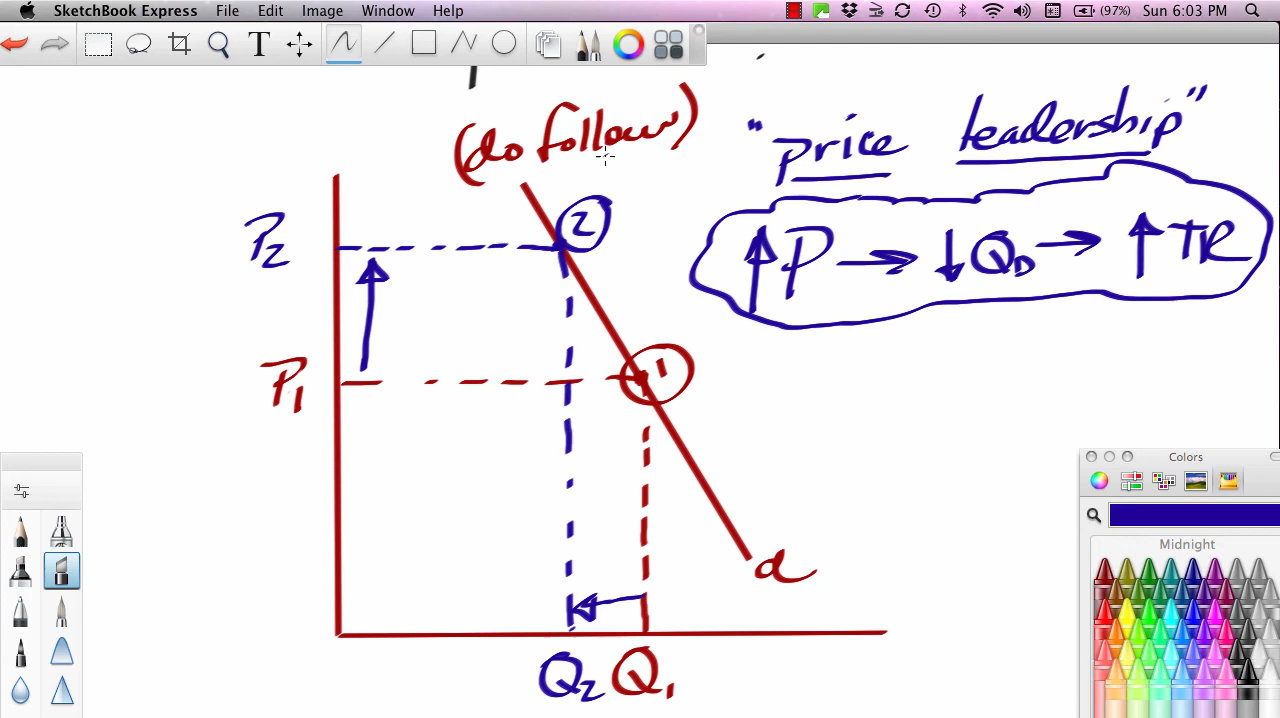 SketchBook Express File Edit Image Window Help (97%) Sun 6:03 PM
T
(do follow)
"price leadership"
↑P → ↓QD → ↑TR
P2
2
P1
1
d
Q2 Q1
Colors
Midnight